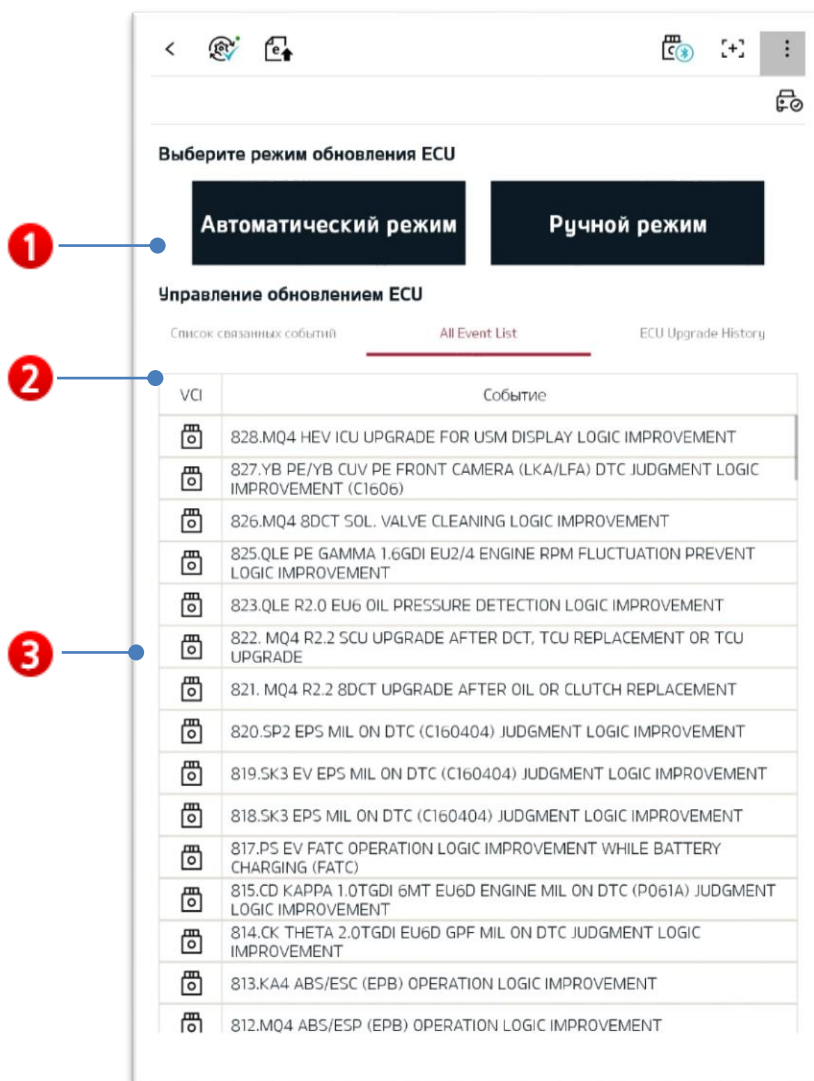 Выберите режим обновления ECU
Автоматический режим
Ручной режим
1
Управление обновлением ECU
Список связанных событий
All Event List
ECU Upgrade History
2
VCI
Событие
828.MQ4 HEV ICU UPGRADE FOR USM DISPLAY LOGIC IMPROVEMENT
827.YB PE/YB CUV PE FRONT CAMERA (LKA/LFA) DTC JUDGMENT LOGIC
IMPROVEMENT (C1606)
826.MQ4 8DCT SOL. VALVE CLEANING LOGIC IMPROVEMENT
825.QLE PE GAMMA 1.6GDI EU2/4 ENGINE RPM FLUCTUATION PREVENT
LOGIC IMPROVEMENT
823.QLE R2.0 EU6 OIL PRESSURE DETECTION LOGIC IMPROVEMENT
3
822. MQ4 R2.2 SCU UPGRADE AFTER DCT, TCU REPLACEMENT OR TCU
UPGRADE
821. MQ4 R2.2 8DCT UPGRADE AFTER OIL OR CLUTCH REPLACEMENT
820.SP2 EPS MIL ON DTC (C160404) JUDGMENT LOGIC IMPROVEMENT
819.SK3 EV EPS MIL ON DTC (C160404) JUDGMENT LOGIC IMPROVEMENT
818.SK3 EPS MIL ON DTC (C160404) JUDGMENT LOGIC IMPROVEMENT
817.PS EV FATC OPERATION LOGIC IMPROVEMENT WHILE BATTERY
CHARGING (FATC)
815.CD KAPPA 1.0TGDI 6MT EU6D ENGINE MIL ON DTC (P061A) JUDGMENT
LOGIC IMPROVEMENT
814.CK THETA 2.0TGDI EU6D GPF MIL ON DTC JUDGMENT LOGIC
IMPROVEMENT
813.KA4 ABS/ESC (EPB) OPERATION LOGIC IMPROVEMENT
812.MQ4 ABS/ESP (EPB) OPERATION LOGIC IMPROVEMENT